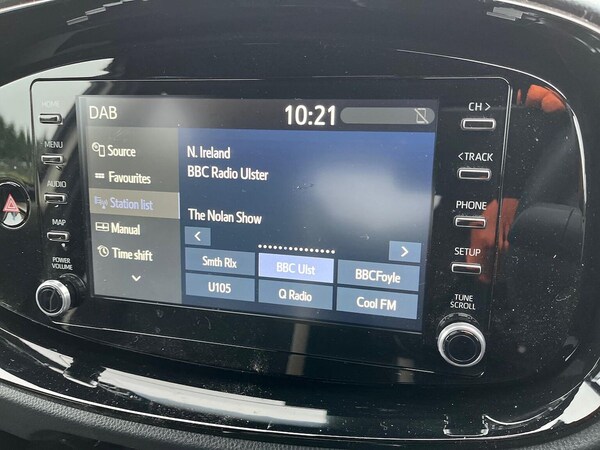 DAB 10:21
HOME
MENU
AUDIO
MAP
POWER
VOLUME
Source
Favourites
Station list
Manual
Time shift
N. Ireland
BBC Radio Ulster
The Nolan Show
Smth Rlx BBC Ulst BBCFoyle
U105 Q Radio Cool FM
CH >
< TRACK
PHONE
SETUP
TUNE
SCROLL